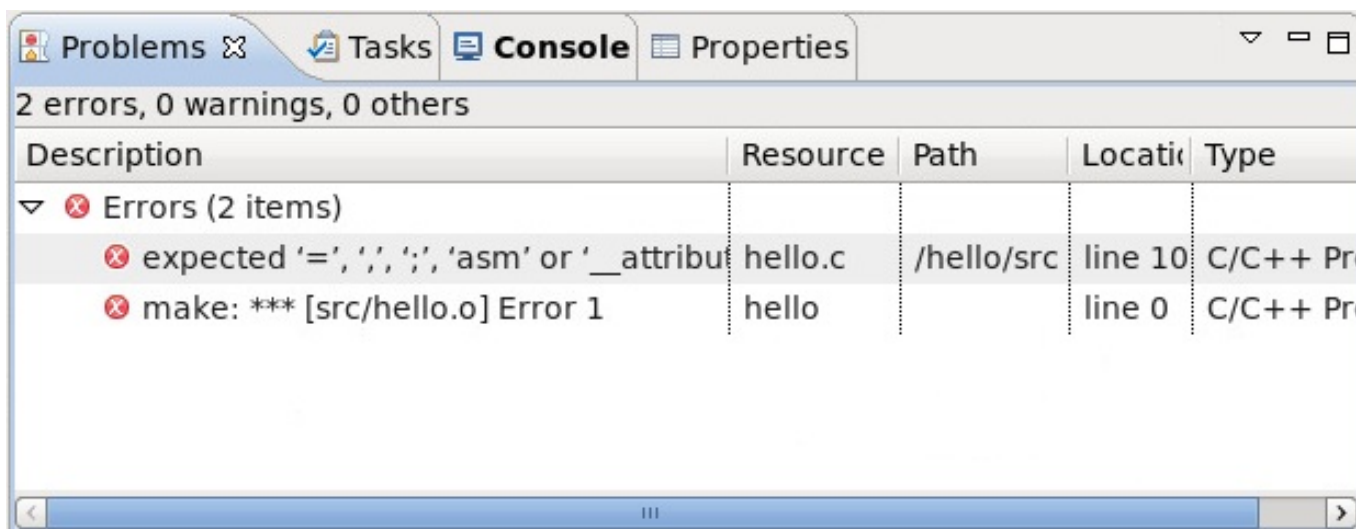 Problems Tasks Console Properties
2 errors, 0 warnings, 0 others
Description Resource Path Locatio Type
Errors (2 items)
expected ‘=’, ‘,’, ‘;’, ‘asm’ or ‘__attribut hello.c /hello/src line 10 C/C++ Pr
make: *** [src/hello.o] Error 1 hello line 0 C/C++ Pr